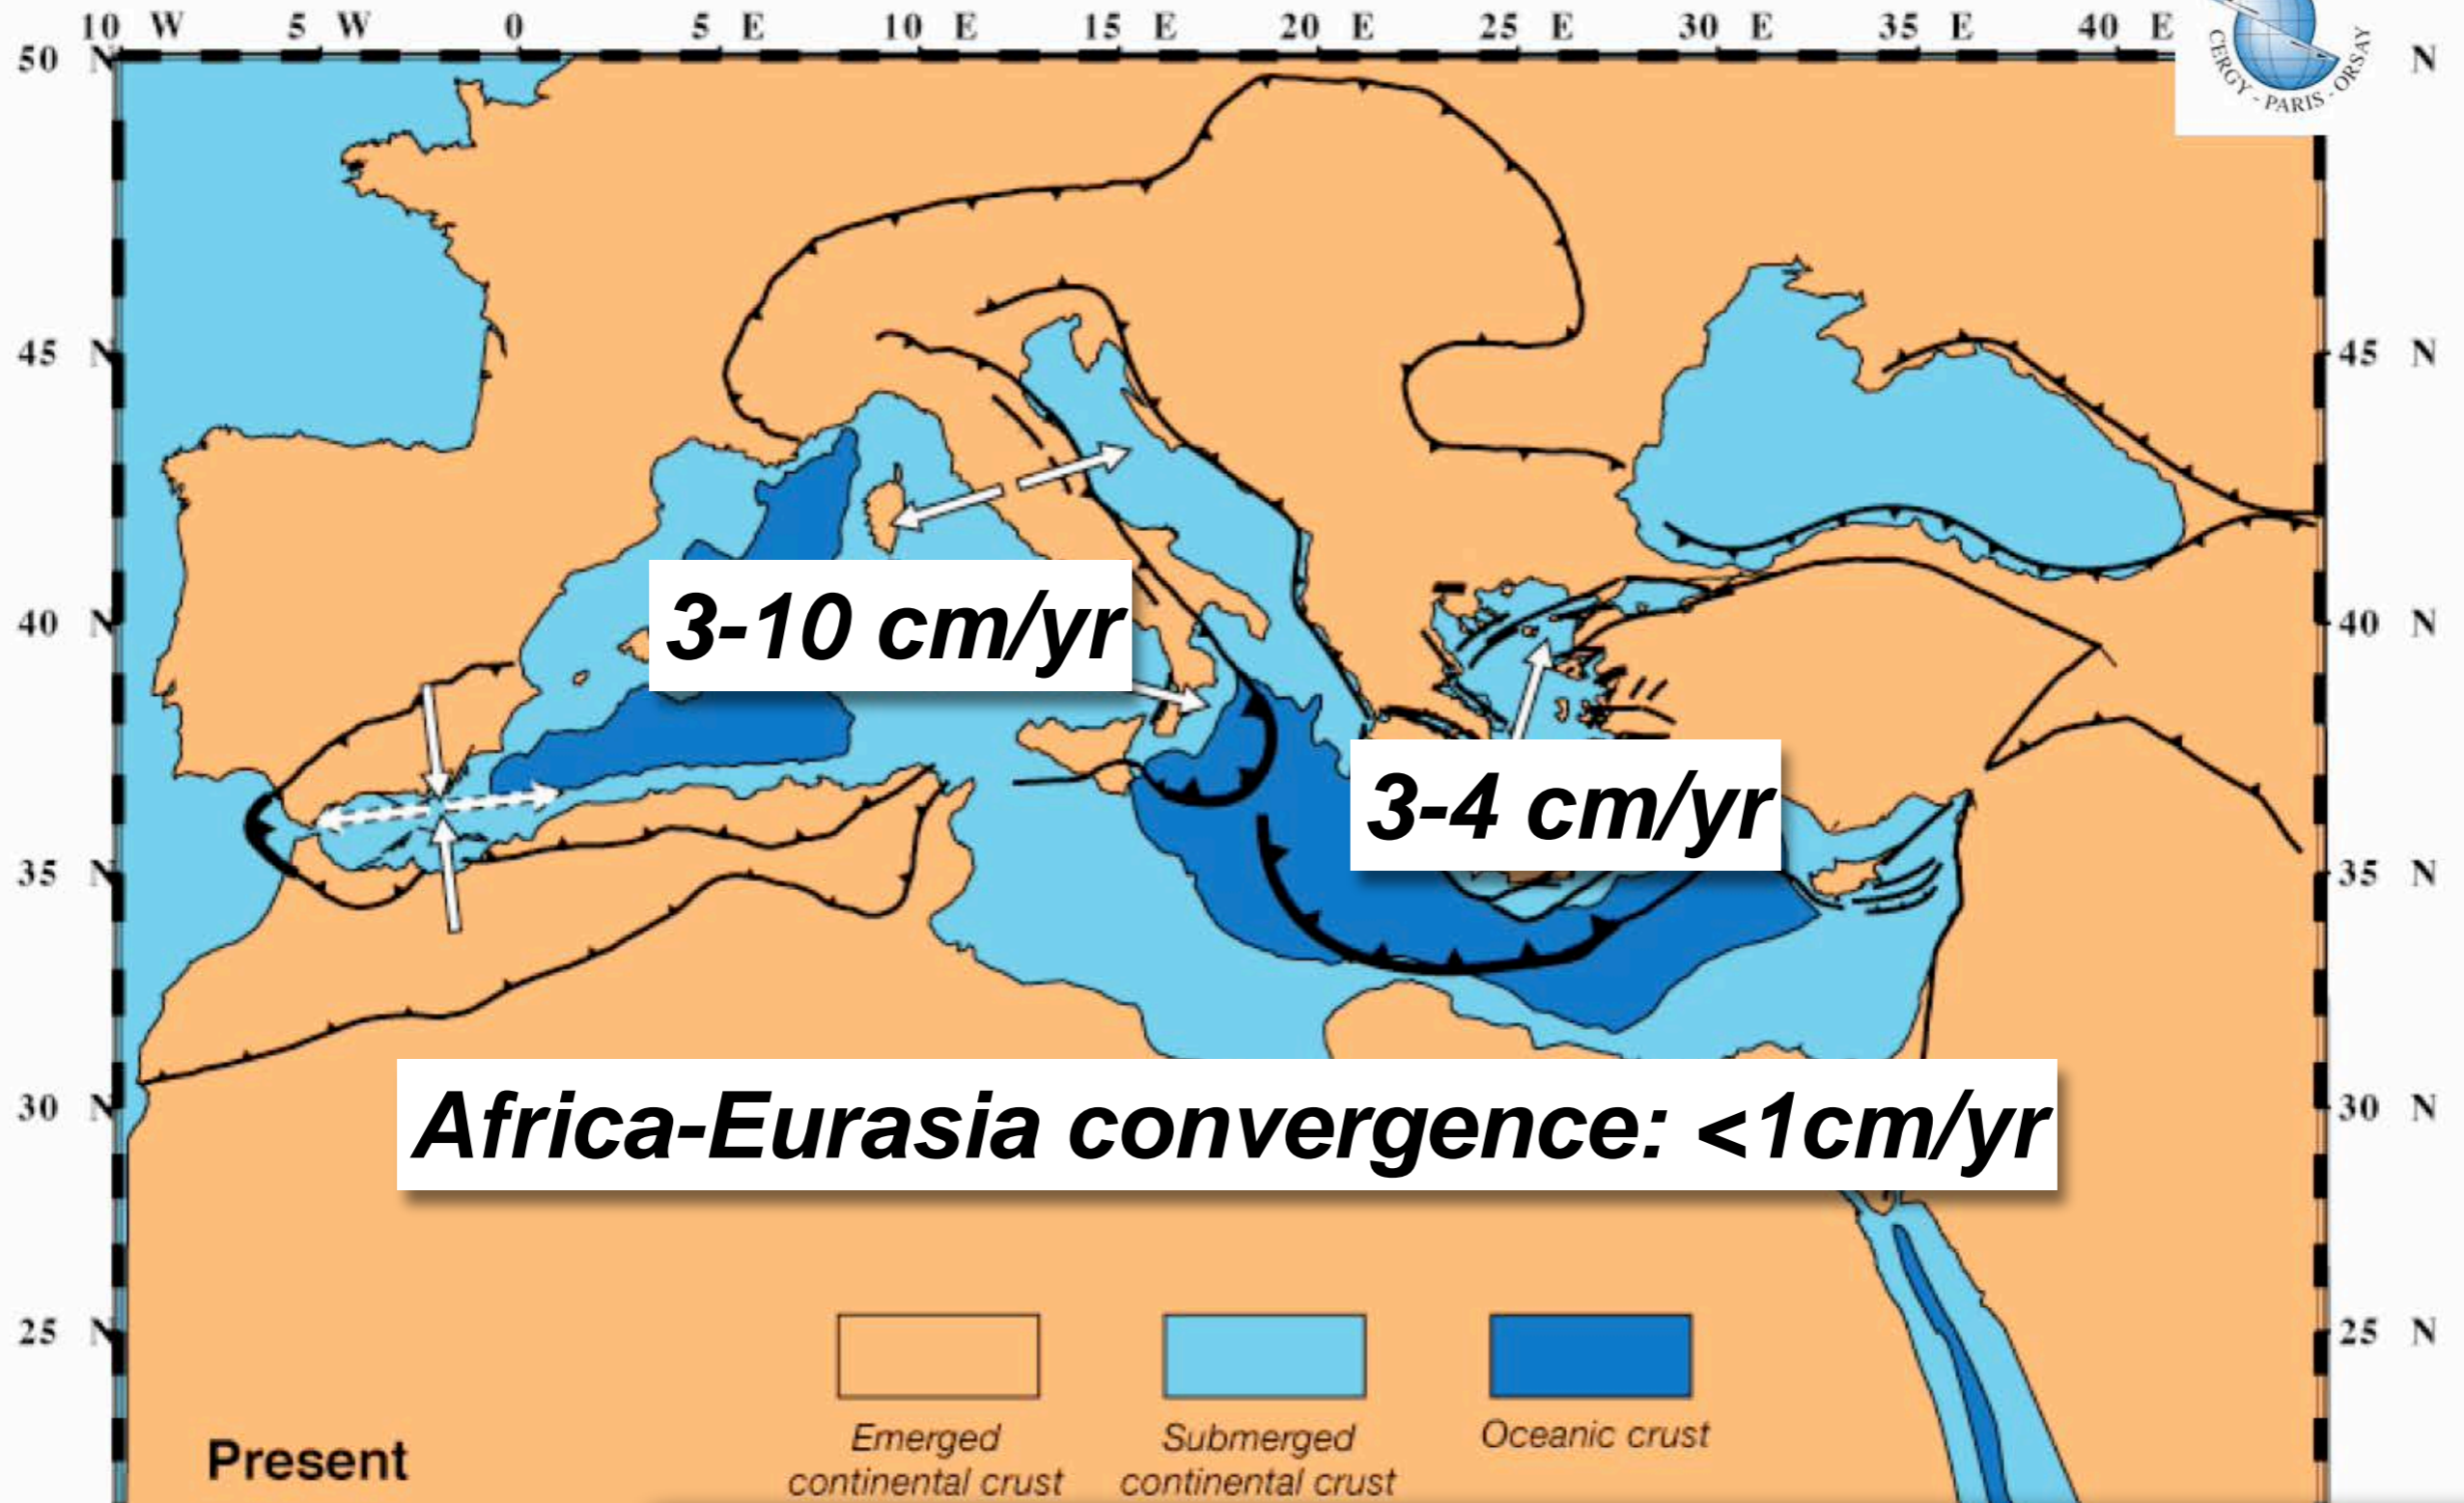 10 W 5 W 0 5 E 10 E 15 E 20 E 25 E 30 E 35 E 40 E
CERGY - PARIS - ORSAY
50 N N
45 N 45 N
3-10 cm/yr
40 N 40 N
3-4 cm/yr
35 N 35 N
Africa-Eurasia convergence: <1cm/yr
30 N 30 N
25 N 25 N
Emerged
continental crust
Submerged
continental crust
Oceanic crust
Present